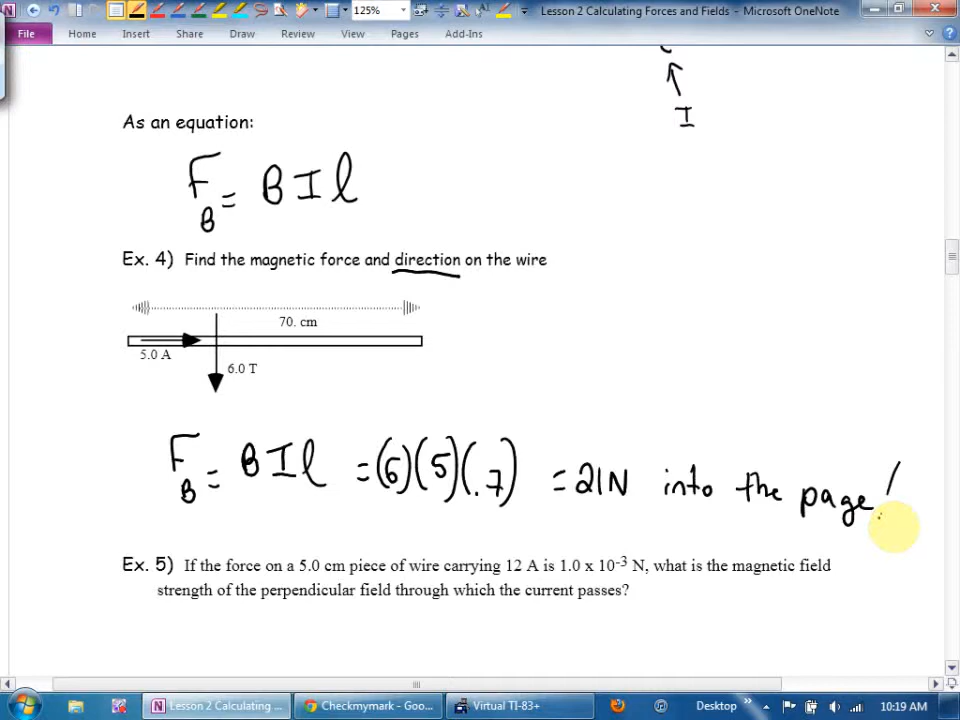 125%
Lesson 2 Calculating Forces and Fields - Microsoft OneNote
File Home Insert Share Draw Review View Pages Add-Ins
I
As an equation:
F_B = B I l
Ex. 4) Find the magnetic force and direction on the wire
70. cm
5.0 A
6.0 T
F_B = B I l = (6)(5)(.7) = 21N into the page!
Ex. 5) If the force on a 5.0 cm piece of wire carrying 12 A is 1.0 x 10⁻³ N, what is the magnetic field
strength of the perpendicular field through which the current passes?
Lesson 2 Calculating ... Checkmymark - Goo... Virtual TI-83+ Desktop » 10:19 AM